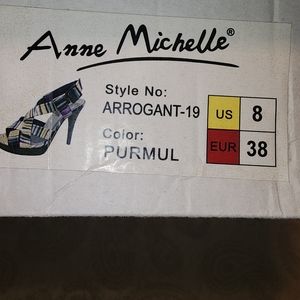 Anne Michelle®
Style No:
ARROGANT-19
Color:
PURMUL
US 8
EUR 38